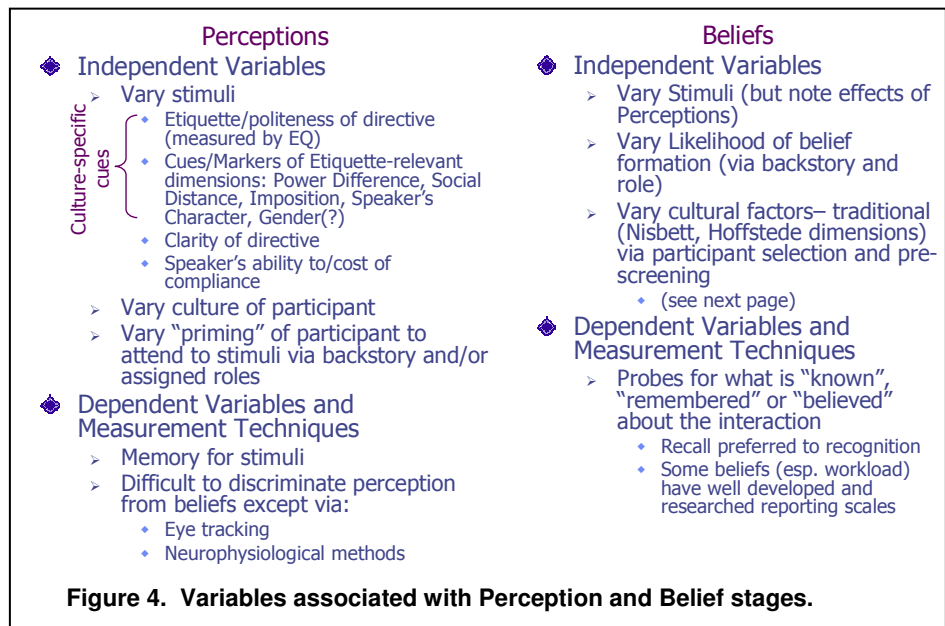 Perceptions
Independent Variables
Vary stimuli
Culture-specific
cues
Etiquette/politeness of directive
(measured by EQ)
Cues/Markers of Etiquette-relevant
dimensions: Power Difference, Social
Distance, Imposition, Speaker's
Character, Gender(?)
Clarity of directive
Speaker's ability to/cost of
compliance
Vary culture of participant
Vary "priming" of participant to
attend to stimuli via backstory and/or
assigned roles
Dependent Variables and
Measurement Techniques
Memory for stimuli
Difficult to discriminate perception
from beliefs except via:
Eye tracking
Neurophysiological methods
Beliefs
Independent Variables
Vary Stimuli (but note effects of
Perceptions)
Vary Likelihood of belief
formation (via backstory and
role)
Vary cultural factors– traditional
(Nisbett, Hoffstede dimensions)
via participant selection and pre-
screening
(see next page)
Dependent Variables and
Measurement Techniques
Probes for what is "known",
"remembered" or "believed"
about the interaction
Recall preferred to recognition
Some beliefs (esp. workload)
have well developed and
researched reporting scales
Figure 4. Variables associated with Perception and Belief stages.